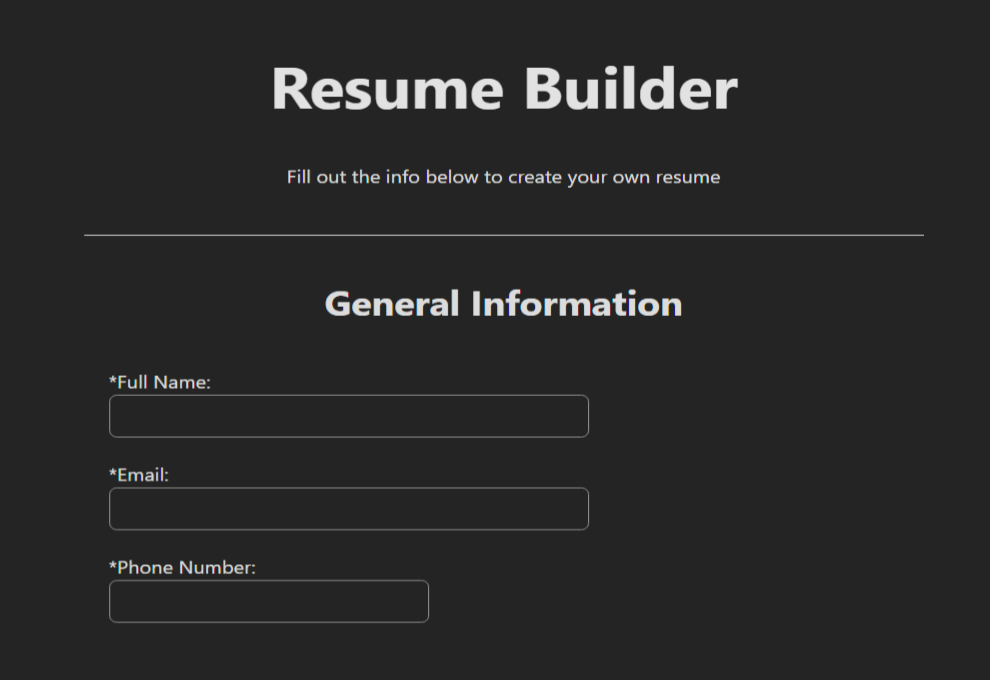 Resume Builder
Fill out the info below to create your own resume
General Information
*Full Name:
*Email:
*Phone Number: